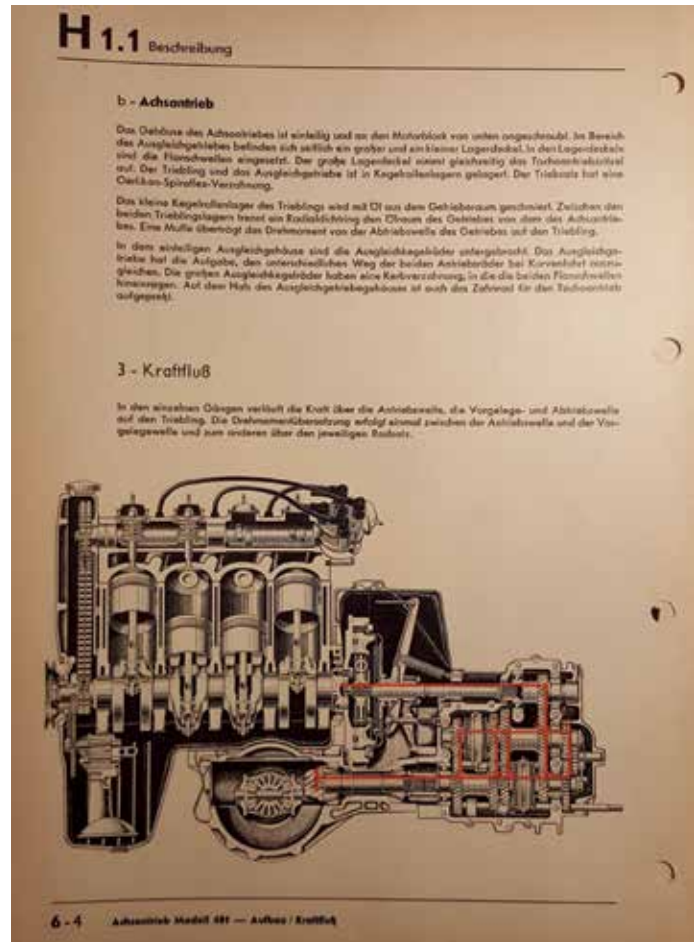 H 1.1 Beschreibung
b - Achsantrieb
Das Gehäuse des Achsantriebes ist einteilig und an den Motorblock von unten angeschraubt. Im Bereich
des Ausgleichgetriebes befinden sich seitlich ein großer und ein kleiner Lagerdeckel. In den Lagerdeckeln
sind die Flanschwellen eingesetzt. Der große Lagerdeckel nimmt gleichzeitig das Tachoantriebsritzel
auf. Der Triebling und das Ausgleichgetriebe ist in Kegelrollenlagern gelagert. Der Triebsatz hat eine
Oerlikon-Spiroflex-Verzahnung.
Das kleine Kegelrollenlager des Trieblings wird mit Öl aus dem Getrieberaum geschmiert. Zwischen den
beiden Trieblingslagern trennt ein Radialdichtring den Ölraum des Getriebes von dem des Achsantrie-
bes. Eine Muffe überträgt das Drehmoment von der Abtriebswelle des Getriebes auf den Triebling.
In dem einteiligen Ausgleichgehäuse sind die Ausgleichkegelräder untergebracht. Das Ausgleichge-
triebe hat die Aufgabe, den unterschiedlichen Weg der beiden Antriebsräder bei Kurvenfahrt auszu-
gleichen. Die großen Ausgleichkegelräder haben eine Kerbverzahnung, in die die beiden Flanschwellen
hineinragen. Auf dem Hals des Ausgleichgetriebegehäuses ist auch das Zahnrad für den Tachoantrieb
aufgepreßt.
3 - Kraftfluß
In den einzelnen Gängen verläuft die Kraft über die Antriebswelle, die Vorgelege- und Abtriebswelle
auf den Triebling. Die Drehmomentübersetzung erfolgt einmal zwischen der Antriebswelle und der Vor-
gelegewelle und zum anderen über den jeweiligen Radsatz.
6 - 4 Achsantrieb Modell — Aufbau / Kraftfluß